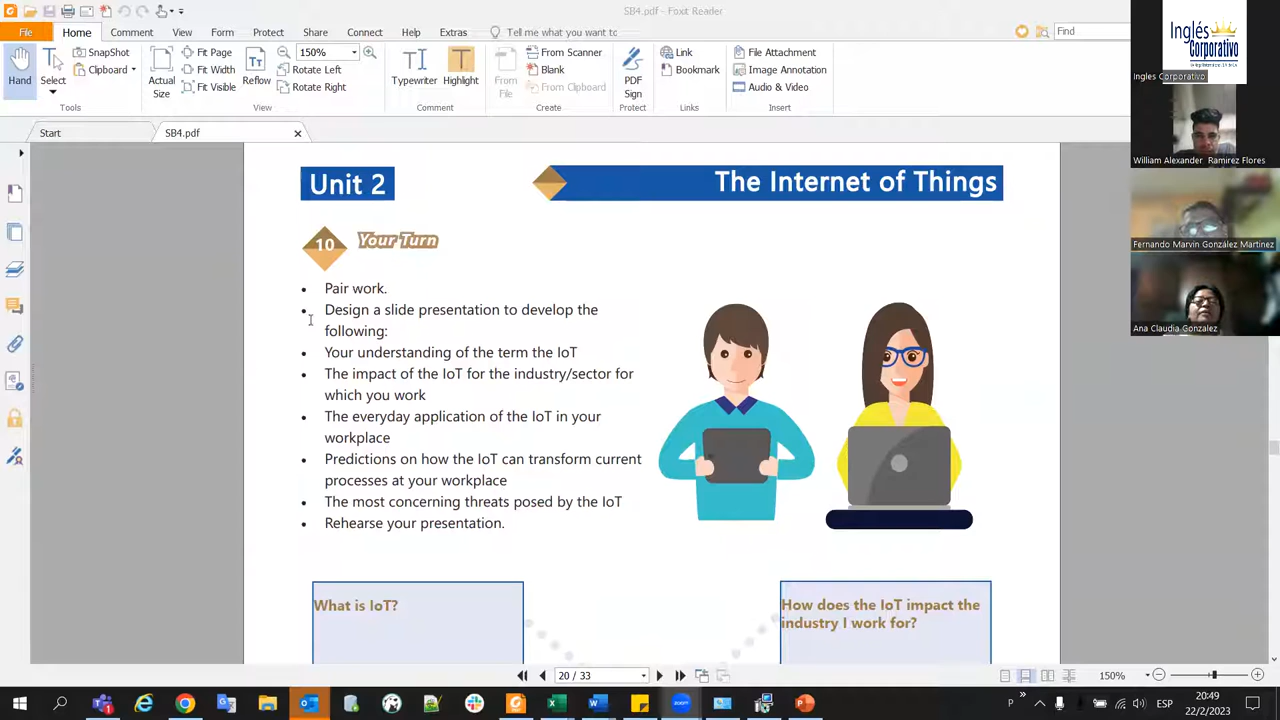 SB4.pdf - Foxit Reader
File Home Comment View Form Protect Share Connect Help Extras Tell me what you want to Find
Hand
Select
SnapShot
Clipboard
Actual Size
Fit Page
Fit Width
Fit Visible
Reflow
150%
Rotate Left
Rotate Right
Typewriter
Highlight
From File
From Scanner
Blank
From Clipboard
PDF Sign
Link
Bookmark
File Attachment
Image Annotation
Audio & Video
Tools View Comment Create Protect Links Insert
Start SB4.pdf
Unit 2 The Internet of Things
10 Your Turn
• Pair work.
• Design a slide presentation to develop the
following:
• Your understanding of the term the IoT
• The impact of the IoT for the industry/sector for
which you work
• The everyday application of the IoT in your
workplace
• Predictions on how the IoT can transform current
processes at your workplace
• The most concerning threats posed by the IoT
• Rehearse your presentation.
What is IoT?
How does the IoT impact the
industry I work for?
20 / 33
150%
Inglés
Corporativo
Ingles Corporativo
William Alexander Ramirez Flores
Fernando Marvin González Martinez
Ana Claudia Gonzalez
P ESP
20:49
22/2/2023